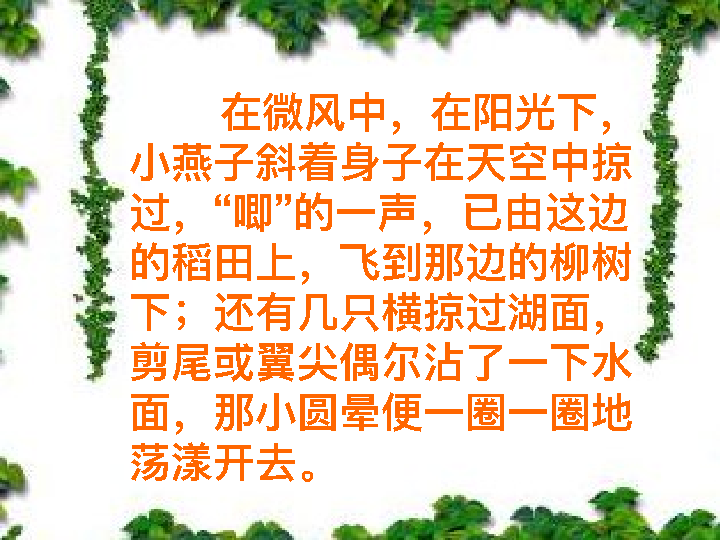 在微风中，在阳光下，
小燕子斜着身子在天空中掠
过，“唧”的一声，已由这边
的稻田上，飞到那边的柳树
下；还有几只横掠过湖面，
剪尾或翼尖偶尔沾了一下水
面，那小圆晕便一圈一圈地
荡漾开去。